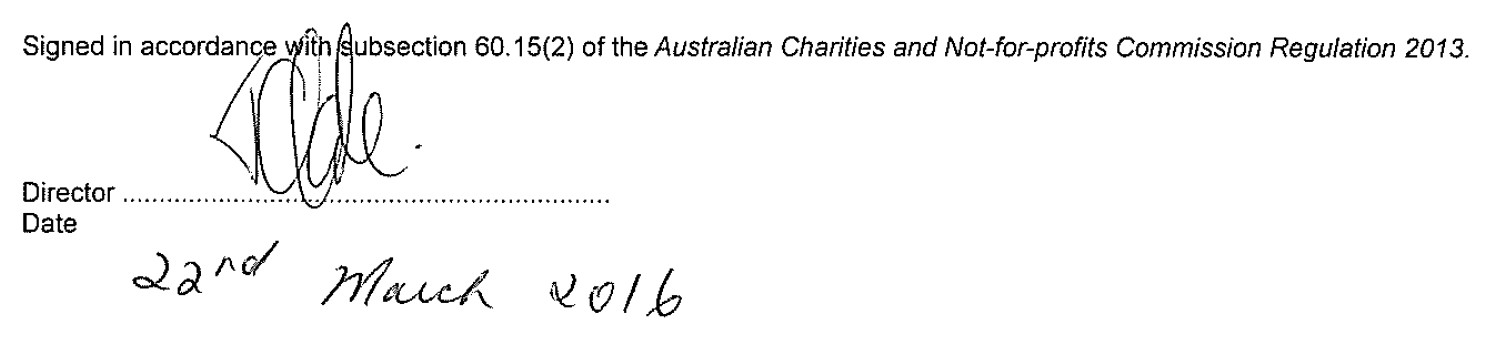 Signed in accordance with subsection 60.15(2) of the Australian Charities and Not-for-profits Commission Regulation 2013.
Director ....................................................................
Date
22nd March 2016